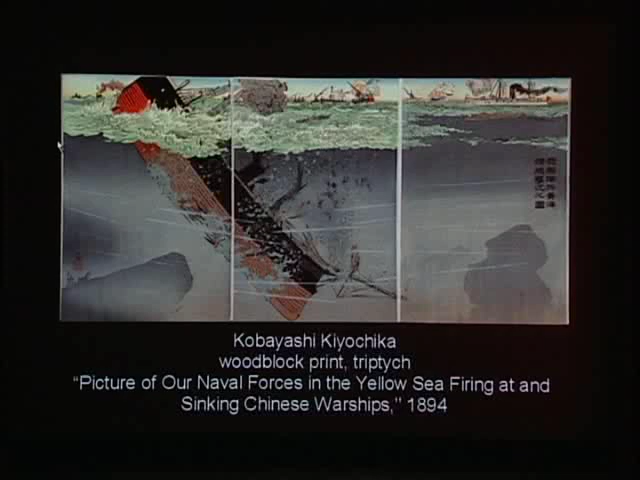 Kobayashi Kiyochika
woodblock print, triptych
“Picture of Our Naval Forces in the Yellow Sea Firing at and
Sinking Chinese Warships,” 1894